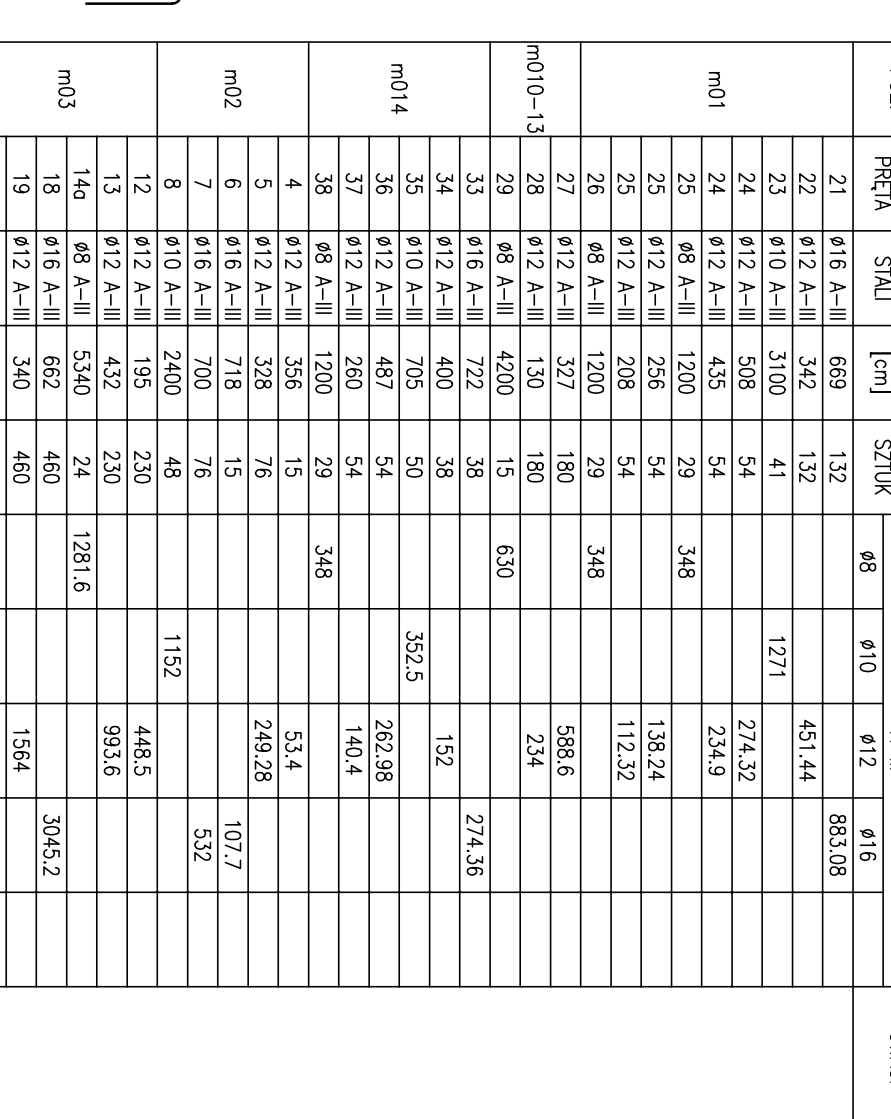 PRĘTA STALI [cm] SZTUK ø8 ø10 ø12 ø16
m01
21 ø16 A-III 669 132 883.08
22 ø12 A-III 342 132 451.44
23 ø10 A-III 3100 41 1271
24 ø12 A-III 508 54 274.32
24 ø12 A-III 435 54 234.9
25 ø8 A-III 1200 29 348
25 ø12 A-III 256 54 138.24
25 ø12 A-III 208 54 112.32
26 ø8 A-III 1200 29 348
m010-13
27 ø12 A-III 327 180 588.6
28 ø12 A-III 130 180 234
29 ø8 A-III 4200 15 630
m014
33 ø16 A-III 722 38 274.36
34 ø12 A-III 400 38 152
35 ø10 A-III 705 50 352.5
36 ø12 A-III 487 54 262.98
37 ø12 A-III 260 54 140.4
38 ø8 A-III 1200 29 348
m02
4 ø12 A-III 356 15 53.4
5 ø12 A-III 328 76 249.28
6 ø16 A-III 718 15 107.7
7 ø16 A-III 700 76 532
8 ø10 A-III 2400 48 1152
m03
12 ø12 A-III 195 230 448.5
13 ø12 A-III 432 230 993.6
14a ø8 A-III 5340 24 1281.6
18 ø16 A-III 662 460 3045.2
19 ø12 A-III 340 460 1564